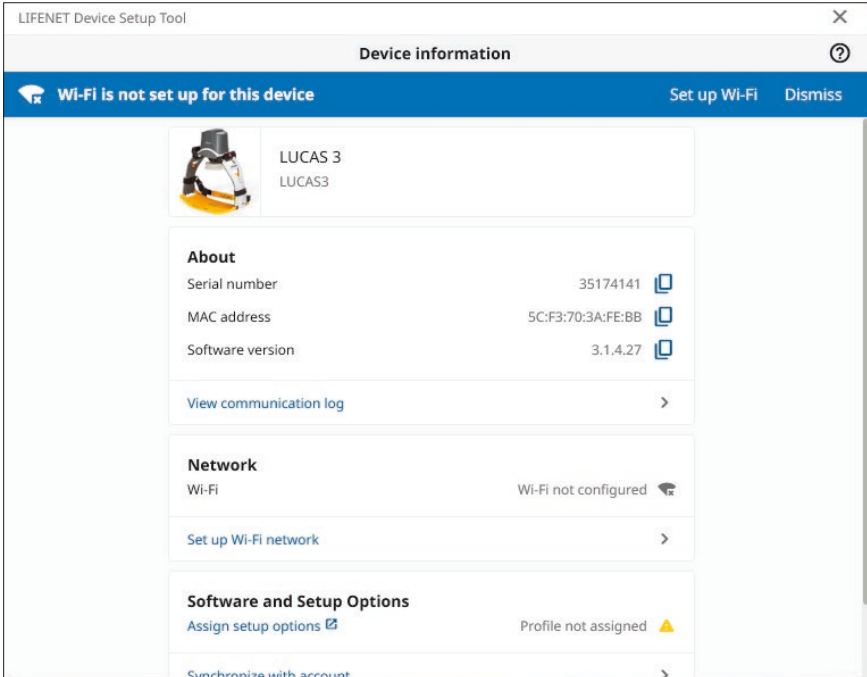 LIFENET Device Setup Tool
Device information
Wi-Fi is not set up for this device Set up Wi-Fi Dismiss
LUCAS 3
LUCAS3
About
Serial number 35174141
MAC address 5C:F3:70:3A:FE:BB
Software version 3.1.4.27
View communication log
Network
Wi-Fi Wi-Fi not configured
Set up Wi-Fi network
Software and Setup Options
Assign setup options Profile not assigned
Synchronize with account